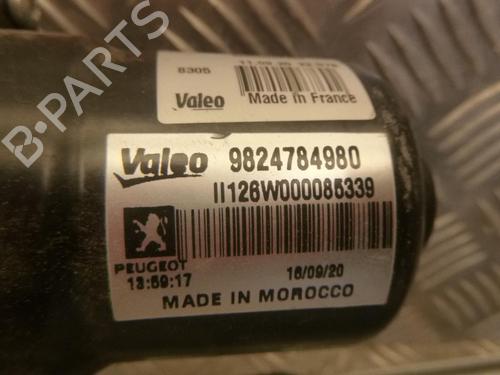 8305
Valeo Made in France
Valeo 9824784980
II126W000085339
PEUGEOT
13:59:17
16/09/20
MADE IN MOROCCO
B-PARTS